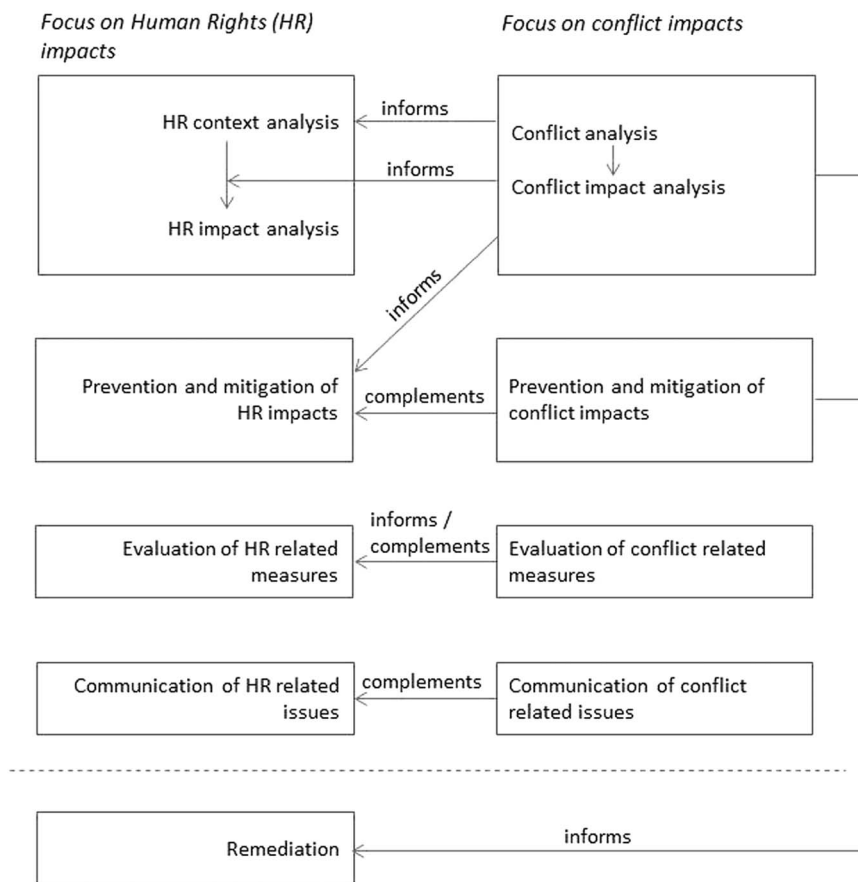 Focus on Human Rights (HR)
impacts
Focus on conflict impacts
HR context analysis
informs
Conflict analysis
informs
Conflict impact analysis
HR impact analysis
informs
Prevention and mitigation of
HR impacts
complements
Prevention and mitigation of
conflict impacts
Evaluation of HR related
measures
informs /
complements
Evaluation of conflict related
measures
Communication of HR related
issues
complements
Communication of conflict
related issues
Remediation
informs